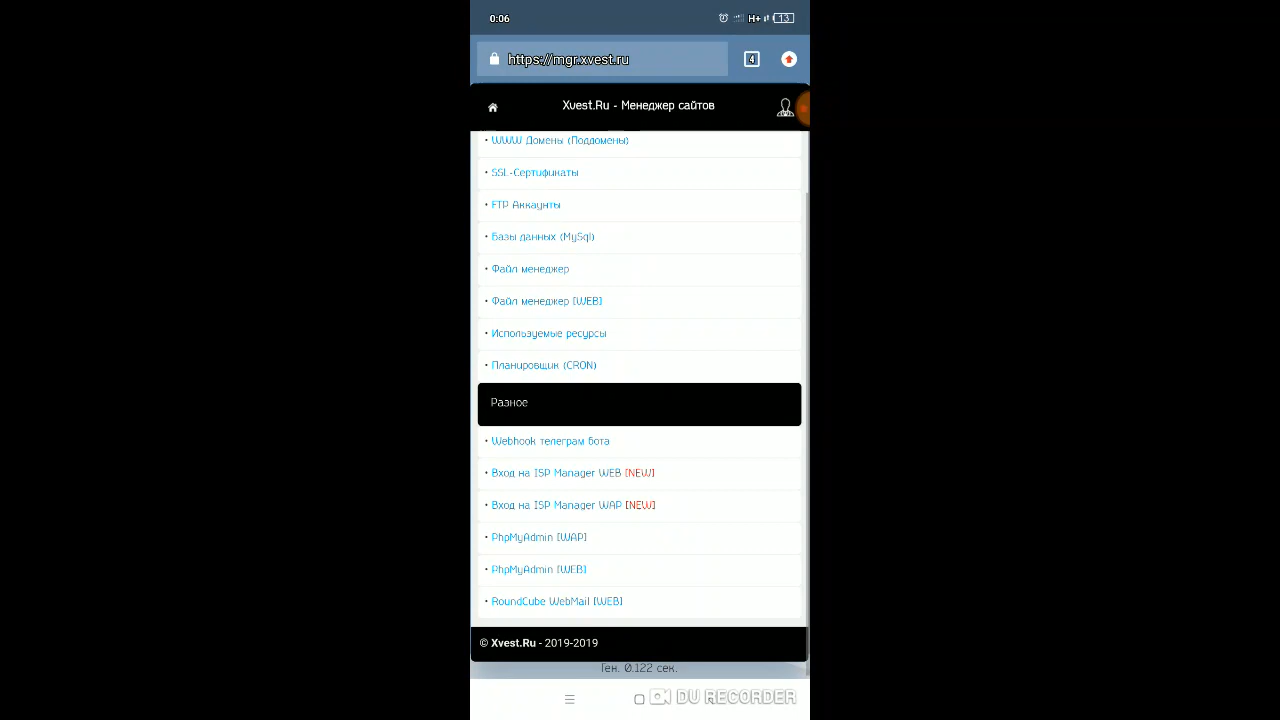 0:06
H+ 13
https://mgr.xvest.ru
4
Xvest.Ru - Менеджер сайтов
• WWW Домены (Поддомены)
• SSL-Сертификаты
• FTP Аккаунты
• Базы данных (MySql)
• Файл менеджер
• Файл менеджер [WEB]
• Используемые ресурсы
• Планировщик (CRON)
Разное
• Webhook телеграм бота
• Вход на ISP Manager WEB [NEW]
• Вход на ISP Manager WAP [NEW]
• PhpMyAdmin [WAP]
• PhpMyAdmin [WEB]
• RoundCube WebMail [WEB]
© Xvest.Ru - 2019-2019
Ген. 0.122 сек.
DU RECORDER